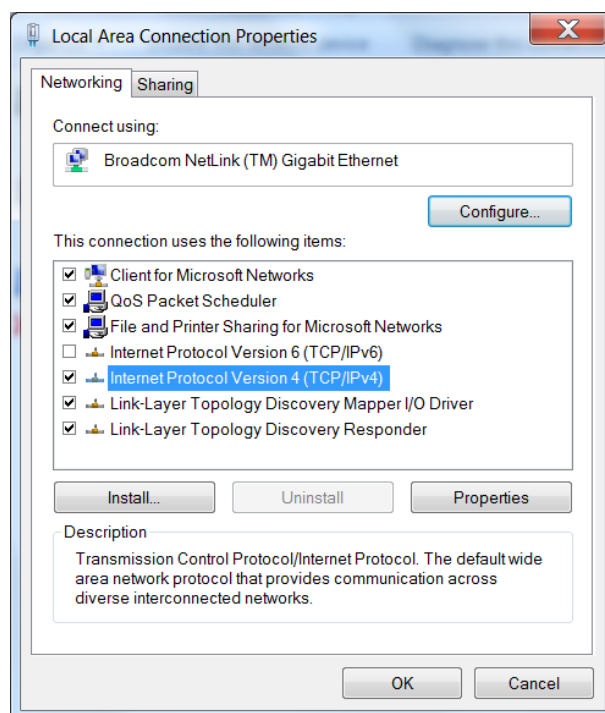 Local Area Connection Properties
Networking
Sharing
Connect using:
Broadcom NetLink (TM) Gigabit Ethernet
Configure...
This connection uses the following items:
Client for Microsoft Networks
QoS Packet Scheduler
File and Printer Sharing for Microsoft Networks
Internet Protocol Version 6 (TCP/IPv6)
Internet Protocol Version 4 (TCP/IPv4)
Link-Layer Topology Discovery Mapper I/O Driver
Link-Layer Topology Discovery Responder
Install...
Uninstall
Properties
Description
Transmission Control Protocol/Internet Protocol. The default wide
area network protocol that provides communication across
diverse interconnected networks.
OK
Cancel